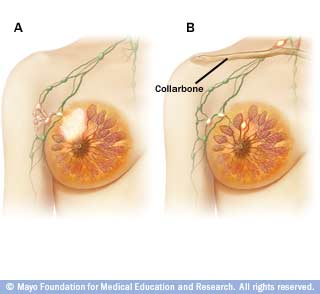 A
B
Collarbone
© Mayo Foundation for Medical Education and Research. All rights reserved.